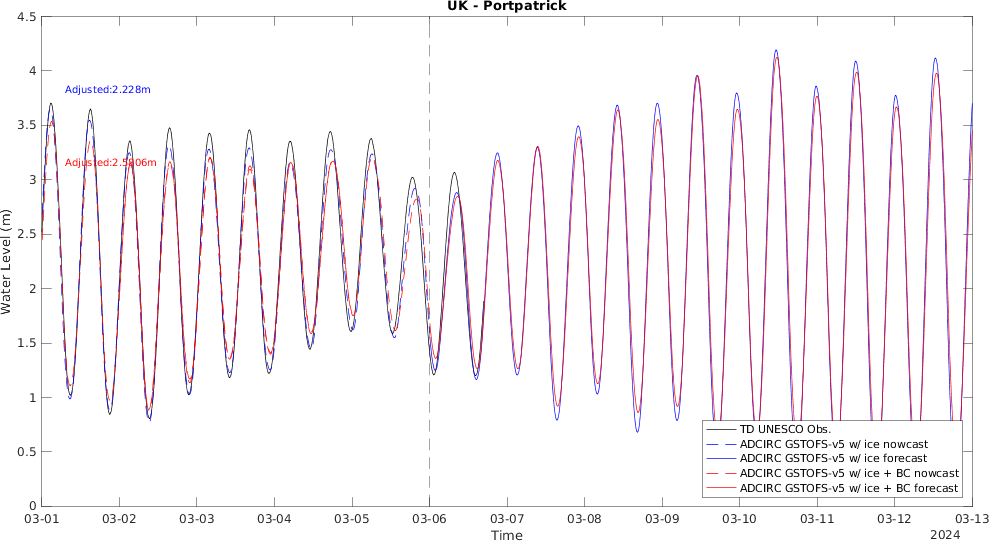 UK - Portpatrick
4.5
4
3.5
3
2.5
2
1.5
1
0.5
0
Water Level (m)
Adjusted:2.228m
TD UNESCO Obs.
ADCIRC GSTOFS-v5 w/ ice nowcast
ADCIRC GSTOFS-v5 w/ ice forecast
ADCIRC GSTOFS-v5 w/ ice + BC nowcast
ADCIRC GSTOFS-v5 w/ ice + BC forecast
03-01 03-02 03-03 03-04 03-05 03-06 03-07 03-08 03-09 03-10 03-11 03-12 03-13
Time
2024